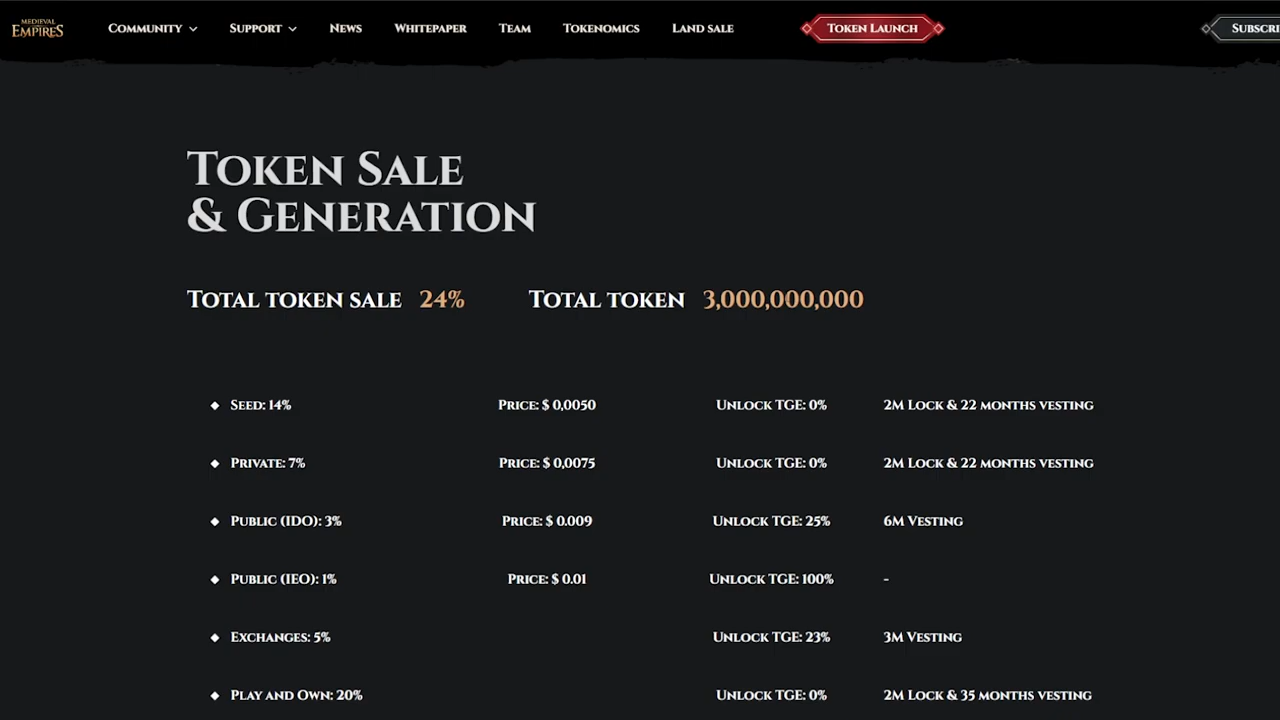 MEDIEVAL
EMPIRES
COMMUNITY
SUPPORT
NEWS
WHITEPAPER
TEAM
TOKENOMICS
LAND SALE
TOKEN LAUNCH
SUBSCRI
TOKEN SALE
& GENERATION
TOTAL TOKEN SALE 24% TOTAL TOKEN 3,000,000,000
SEED: 14% PRICE: $ 0,0050 UNLOCK TGE: 0% 2M LOCK & 22 MONTHS VESTING
PRIVATE: 7% PRICE: $ 0,0075 UNLOCK TGE: 0% 2M LOCK & 22 MONTHS VESTING
PUBLIC (IDO): 3% PRICE: $ 0.009 UNLOCK TGE: 25% 6M VESTING
PUBLIC (IEO): 1% PRICE: $ 0.01 UNLOCK TGE: 100% -
EXCHANGES: 5% UNLOCK TGE: 23% 3M VESTING
PLAY AND OWN: 20% UNLOCK TGE: 0% 2M LOCK & 35 MONTHS VESTING